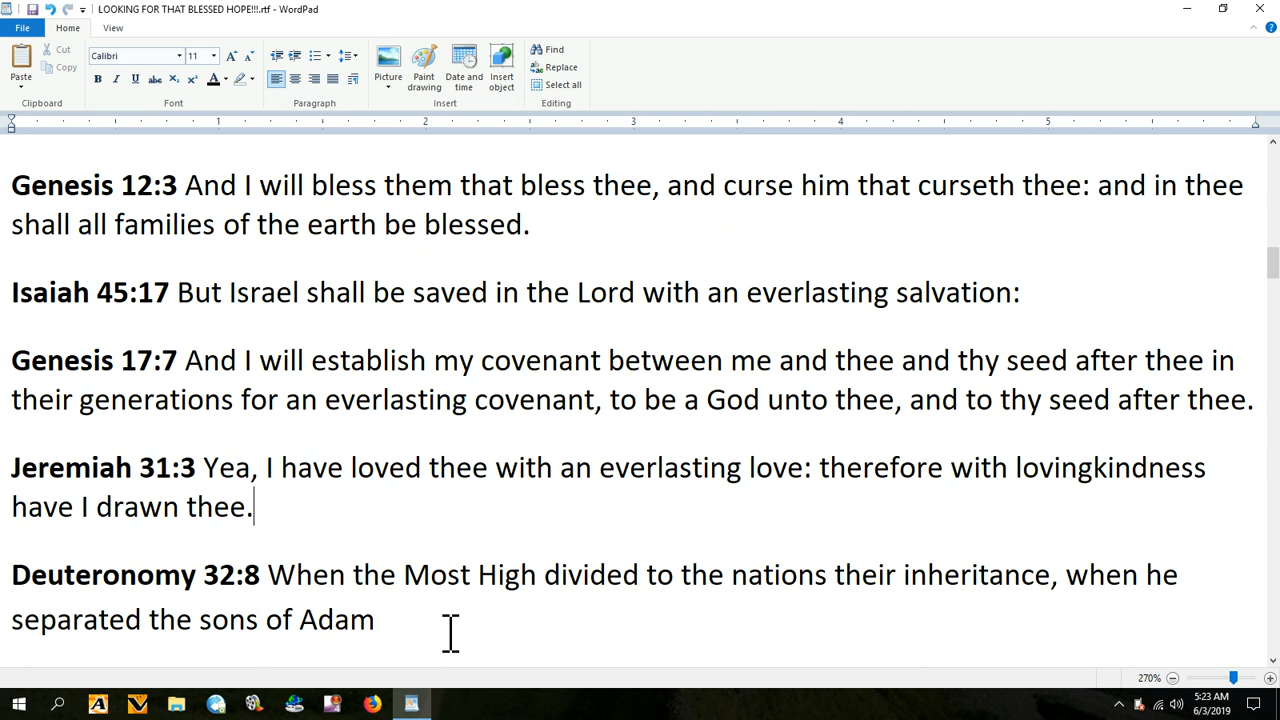 LOOKING FOR THAT BLESSED HOPE!!!.rtf - WordPad
File Home View
Paste Cut Copy
Clipboard
Calibri 11
B I U abc X₂ X² A
Font
Paragraph
Picture Paint drawing Date and time Insert object
Insert
Find
Replace
Select all
Editing
1 2 3 4 5
Genesis 12:3 And I will bless them that bless thee, and curse him that curseth thee: and in thee
shall all families of the earth be blessed.
Isaiah 45:17 But Israel shall be saved in the Lord with an everlasting salvation:
Genesis 17:7 And I will establish my covenant between me and thee and thy seed after thee in
their generations for an everlasting covenant, to be a God unto thee, and to thy seed after thee.
Jeremiah 31:3 Yea, I have loved thee with an everlasting love: therefore with lovingkindness
have I drawn thee.
Deuteronomy 32:8 When the Most High divided to the nations their inheritance, when he
separated the sons of Adam
270%
5:23 AM
6/3/2019